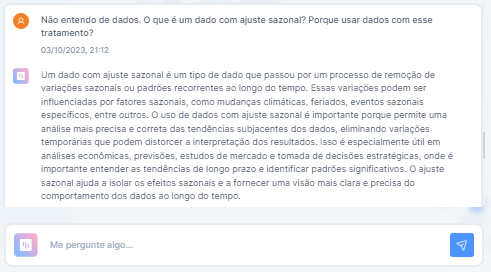 Não entendo de dados. O que é um dado com ajuste sazonal? Porque usar dados com esse
tratamento?
03/10/2023, 21:12
Um dado com ajuste sazonal é um tipo de dado que passou por um processo de remoção de
variações sazonais ou padrões recorrentes ao longo do tempo. Essas variações podem ser
influenciadas por fatores sazonais, como mudanças climáticas, feriados, eventos sazonais
específicos, entre outros. O uso de dados com ajuste sazonal é importante porque permite uma
análise mais precisa e correta das tendências subjacentes dos dados, eliminando variações
temporárias que podem distorcer a interpretação dos resultados. Isso é especialmente útil em
análises econômicas, previsões, estudos de mercado e tomada de decisões estratégicas, onde é
importante entender as tendências de longo prazo e identificar padrões significativos. O ajuste
sazonal ajuda a isolar os efeitos sazonais e a fornecer uma visão mais clara e precisa do
comportamento dos dados ao longo do tempo.
Me pergunte algo...